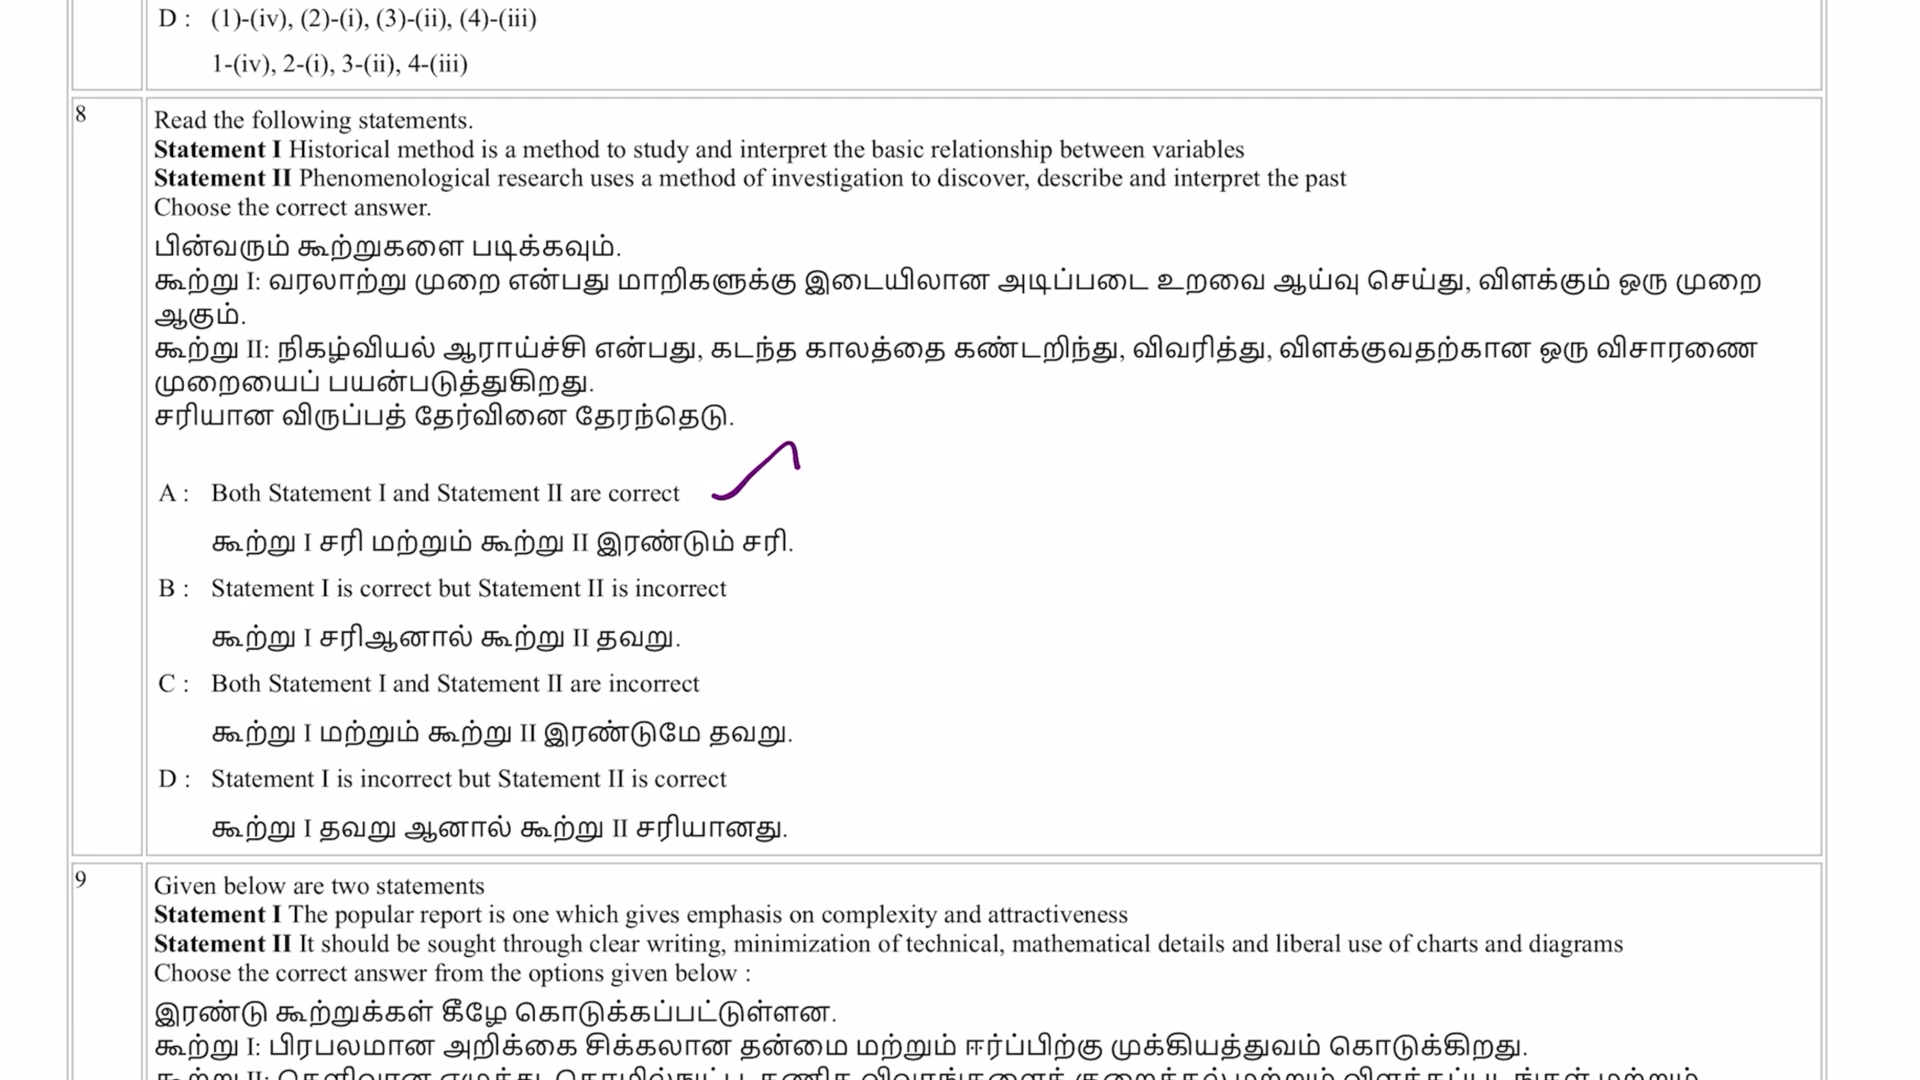 D : (1)-(iv), (2)-(i), (3)-(ii), (4)-(iii)
1-(iv), 2-(i), 3-(ii), 4-(iii)
8
Read the following statements.
Statement I Historical method is a method to study and interpret the basic relationship between variables
Statement II Phenomenological research uses a method of investigation to discover, describe and interpret the past
Choose the correct answer.
பின்வரும் கூற்றுகளை படிக்கவும்.
கூற்று I: வரலாற்று முறை என்பது மாறிகளுக்கு இடையிலான அடிப்படை உறவை ஆய்வு செய்து, விளக்கும் ஒரு முறை
ஆகும்.
கூற்று II: நிகழ்வியல் ஆராய்ச்சி என்பது, கடந்த காலத்தை கண்டறிந்து, விவரித்து, விளக்குவதற்கான ஒரு விசாரணை
முறையைப் பயன்படுத்துகிறது.
சரியான விருப்பத் தேர்வினை தேரந்தெடு.
A : Both Statement I and Statement II are correct
கூற்று I சரி மற்றும் கூற்று II இரண்டும் சரி.
B : Statement I is correct but Statement II is incorrect
கூற்று I சரிஆனால் கூற்று II தவறு.
C : Both Statement I and Statement II are incorrect
கூற்று I மற்றும் கூற்று II இரண்டுமே தவறு.
D : Statement I is incorrect but Statement II is correct
கூற்று I தவறு ஆனால் கூற்று II சரியானது.
9
Given below are two statements
Statement I The popular report is one which gives emphasis on complexity and attractiveness
Statement II It should be sought through clear writing, minimization of technical, mathematical details and liberal use of charts and diagrams
Choose the correct answer from the options given below :
இரண்டு கூற்றுக்கள் கீழே கொடுக்கப்பட்டுள்ளன.
கூற்று I: பிரபலமான அறிக்கை சிக்கலான தன்மை மற்றும் ஈர்ப்பிற்கு முக்கியத்துவம் கொடுக்கிறது.